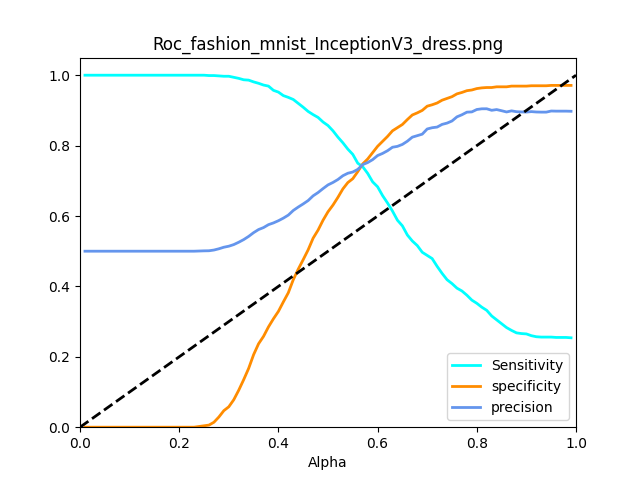 Roc_fashion_mnist_InceptionV3_dress.png
1.0
0.8
0.6
0.4
0.2
0.0
0.0 0.2 0.4 0.6 0.8 1.0
Alpha
Sensitivity
specificity
precision